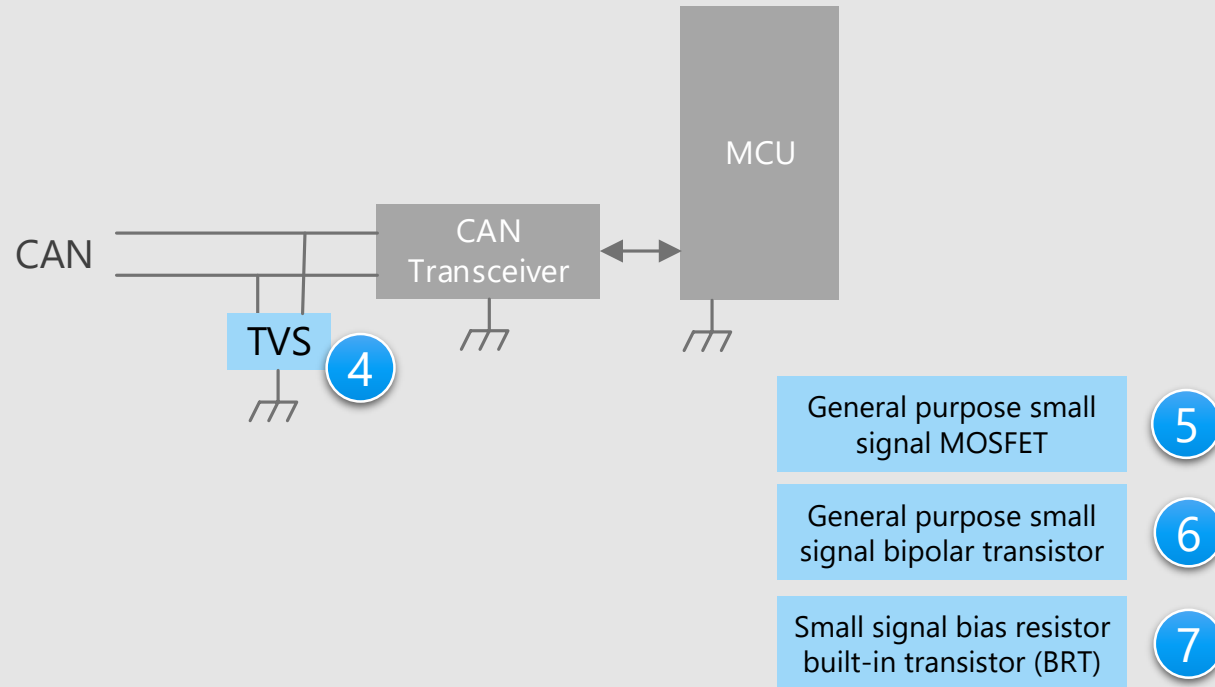 MCU
CAN
CAN
Transceiver
TVS
4
General purpose small
signal MOSFET
5
General purpose small
signal bipolar transistor
6
Small signal bias resistor
built-in transistor (BRT)
7